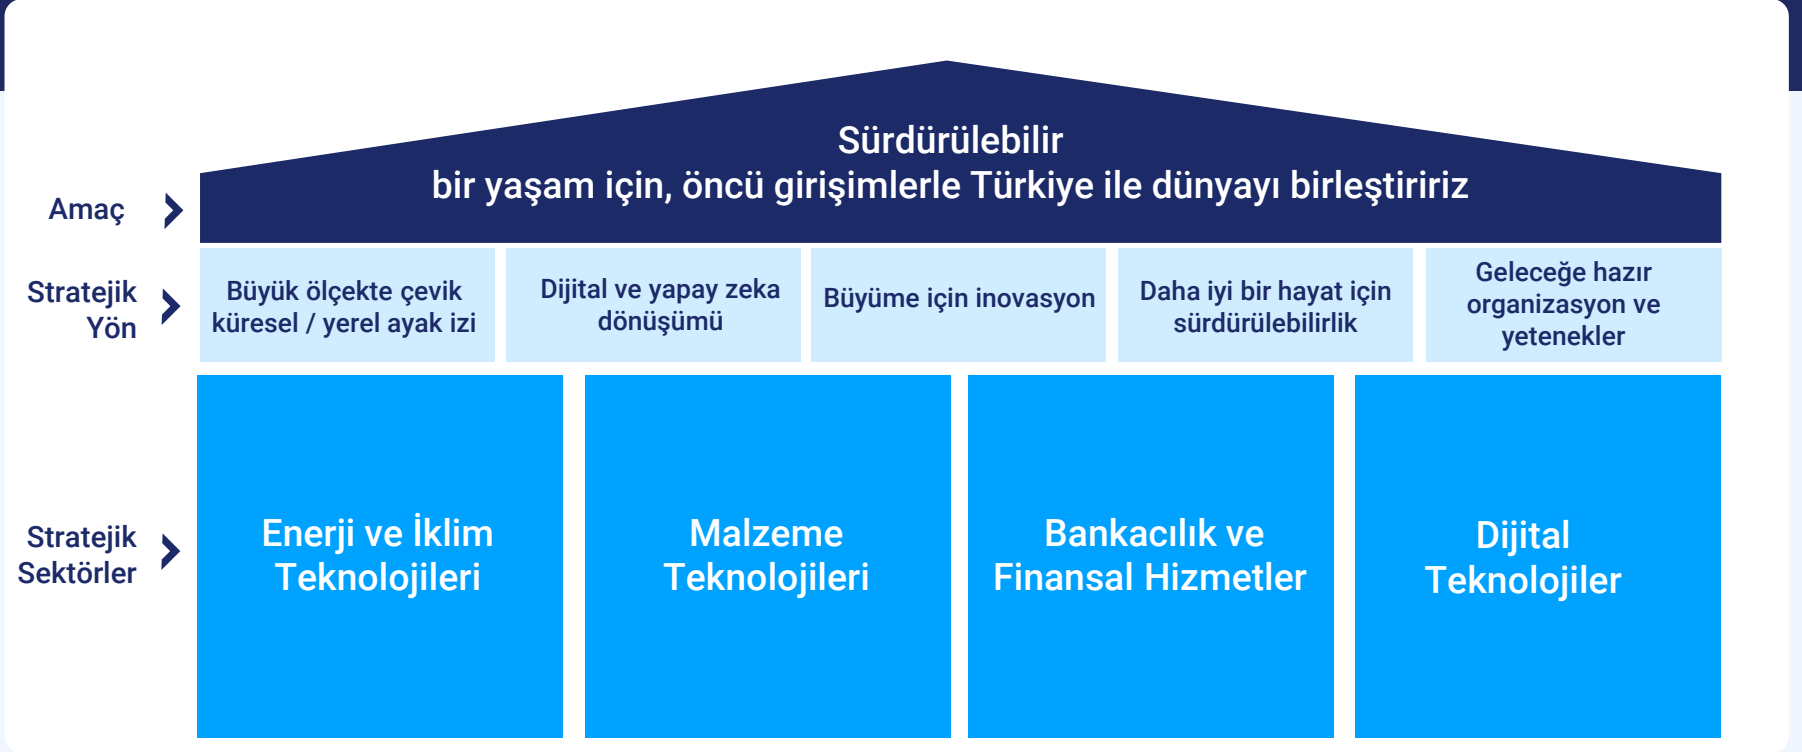 Sürdürülebilir
bir yaşam için, öncü girişimlerle Türkiye ile dünyayı birleştiririz
Amaç
Stratejik
Yön
Büyük ölçekte çevik
küresel / yerel ayak izi
Dijital ve yapay zeka
dönüşümü
Büyüme için inovasyon
Daha iyi bir hayat için
sürdürülebilirlik
Geleceğe hazır
organizasyon ve
yetenekler
Stratejik
Sektörler
Enerji ve İklim
Teknolojileri
Malzeme
Teknolojileri
Bankacılık ve
Finansal Hizmetler
Dijital
Teknolojiler